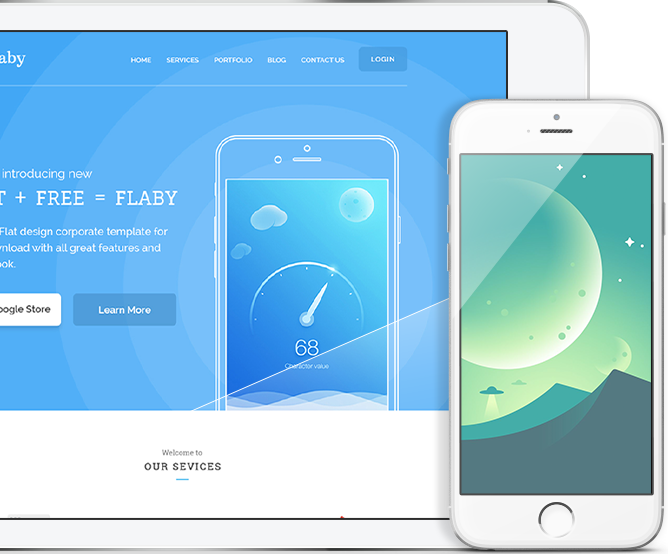 aby
HOME SERVICES PORTFOLIO BLOG CONTACT US LOGIN
introducing new
T + FREE = FLABY
Flat design corporate template for
wnload with all great features and
ook.
oogle Store
Learn More
68
Character value
Welcome to
OUR SEVICES